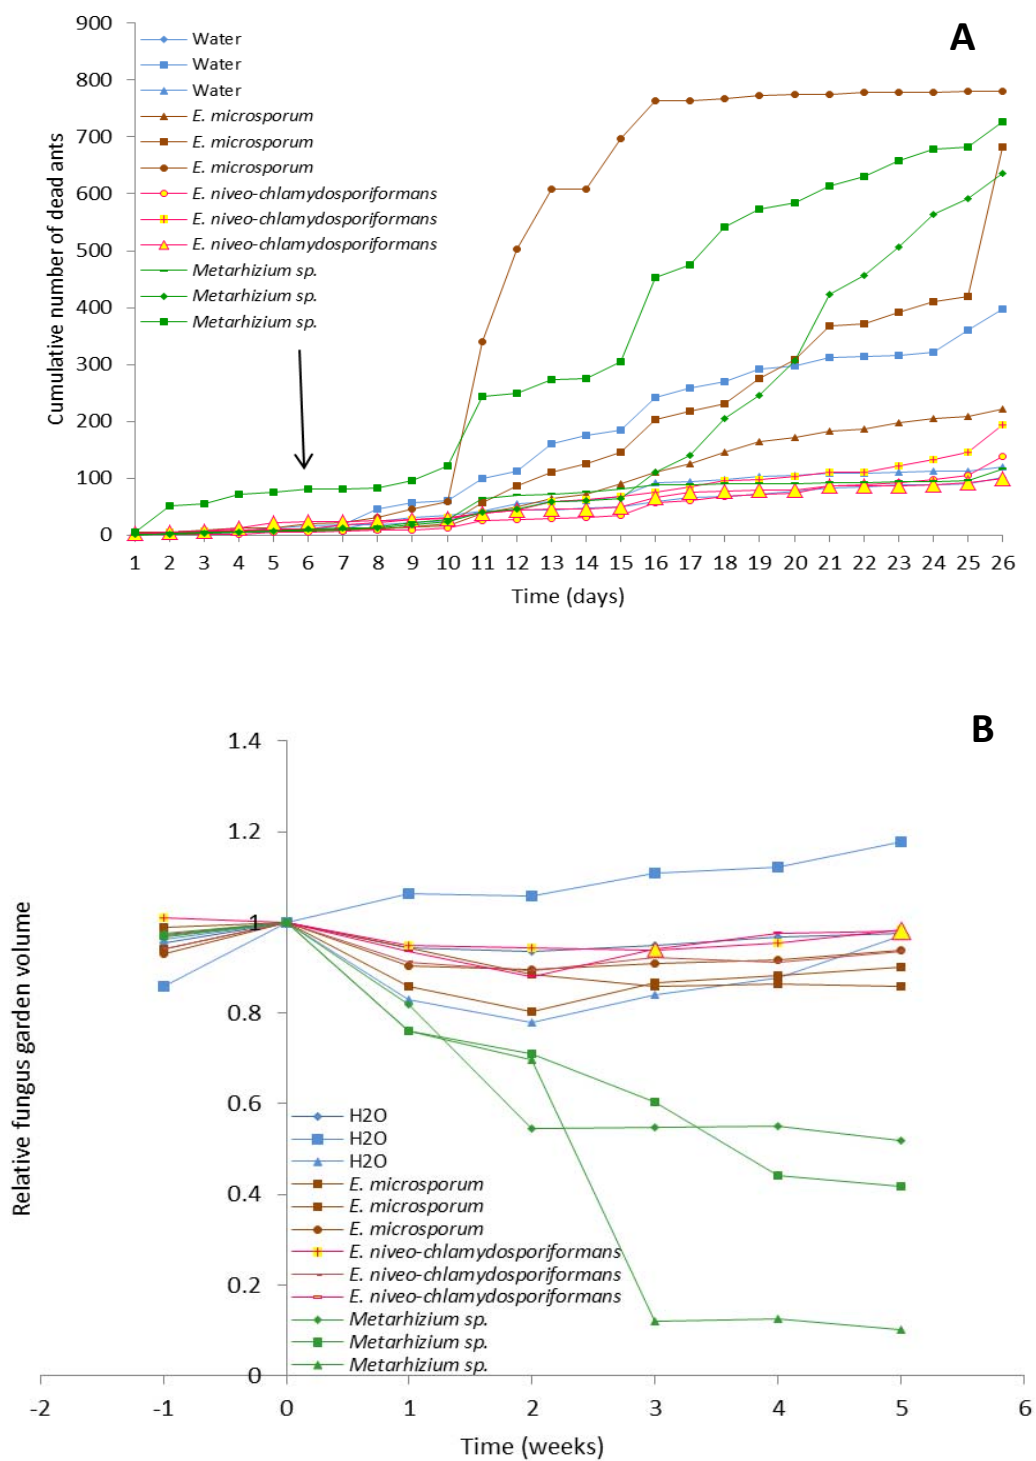 A
900
800
700
600
500
400
300
200
100
0
Cumulative number of dead ants
Water
Water
Water
E. microsporum
E. microsporum
E. microsporum
E. niveo-chlamydosporiformans
E. niveo-chlamydosporiformans
E. niveo-chlamydosporiformans
Metarhizium sp.
Metarhizium sp.
Metarhizium sp.
1 2 3 4 5 6 7 8 9 10 11 12 13 14 15 16 17 18 19 20 21 22 23 24 25 26
Time (days)
B
1.4
1.2
1
0.8
0.6
0.4
0.2
0
Relative fungus garden volume
H2O
H2O
H2O
E. microsporum
E. microsporum
E. microsporum
E. niveo-chlamydosporiformans
E. niveo-chlamydosporiformans
E. niveo-chlamydosporiformans
Metarhizium sp.
Metarhizium sp.
Metarhizium sp.
-2 -1 0 1 2 3 4 5 6
Time (weeks)